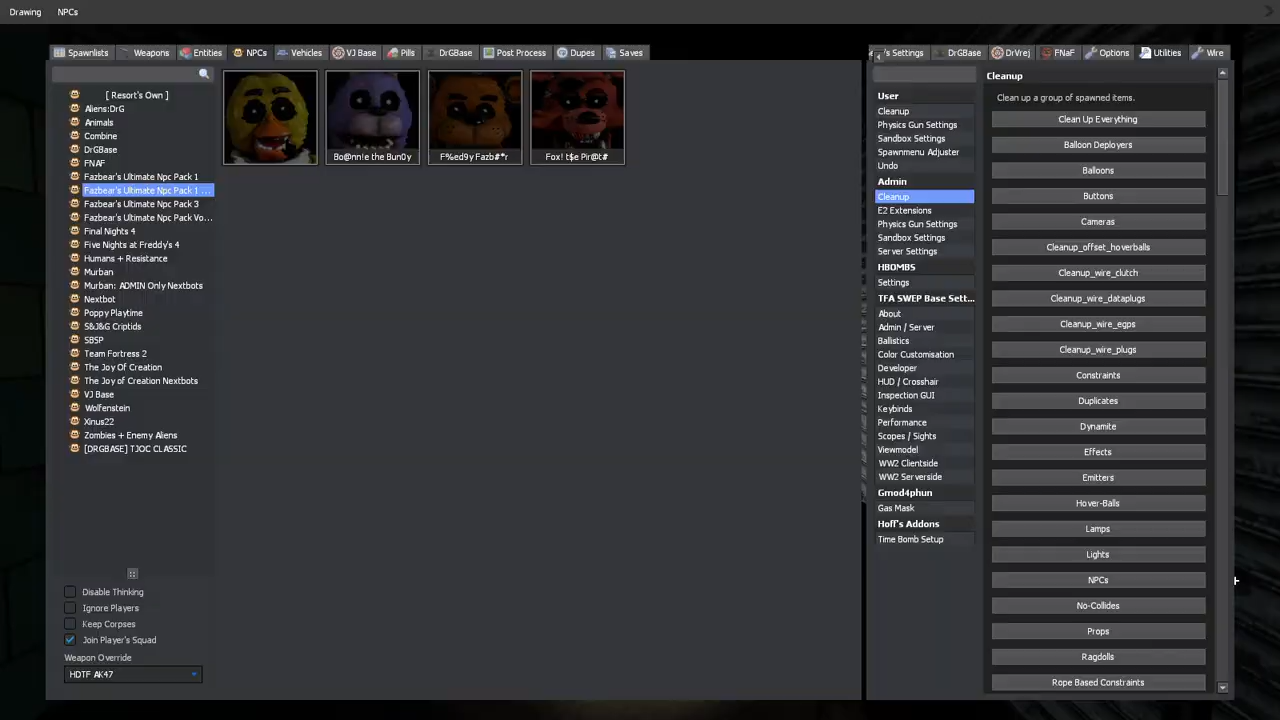 Drawing NPCs
Spawnlists Weapons Entities NPCs Vehicles VJ Base Pills DrGBase Post Process Dupes Saves
[ Resort's Own ]
Aliens:DrG
Animals
Combine
DrGBase
FNAF
Fazbear's Ultimate Npc Pack 1
Fazbear's Ultimate Npc Pack 1 ...
Fazbear's Ultimate Npc Pack 3
Fazbear's Ultimate Npc Pack Vo...
Final Nights 4
Five Nights at Freddy's 4
Humans + Resistance
Murban
Murban: ADMIN Only Nextbots
Nextbot
Poppy Playtime
S&J&G Criptids
SBSP
Team Fortress 2
The Joy Of Creation
The Joy of Creation Nextbots
VJ Base
Wolfenstein
Xinus22
Zombies + Enemy Aliens
[DRGBASE] TJOC CLASSIC
Disable Thinking
Ignore Players
Keep Corpses
Join Player's Squad
Weapon Override
HDTF AK47
Bo@nn!e the Bun0y
F%ed9y Fazb#*r
Fox! t$e Pir@t#
's Settings DrGBase DrVrej FNaF Options Utilities Wire
User
Cleanup
Physics Gun Settings
Sandbox Settings
Spawnmenu Adjuster
Undo
Admin
Cleanup
E2 Extensions
Physics Gun Settings
Sandbox Settings
Server Settings
HBOMBS
Settings
TFA SWEP Base Sett...
About
Admin / Server
Ballistics
Color Customisation
Developer
HUD / Crosshair
Inspection GUI
Keybinds
Performance
Scopes / Sights
Viewmodel
WW2 Clientside
WW2 Serverside
Gmod4phun
Gas Mask
Hoff's Addons
Time Bomb Setup
Cleanup
Clean up a group of spawned items.
Clean Up Everything
Balloon Deployers
Balloons
Buttons
Cameras
Cleanup_offset_hoverballs
Cleanup_wire_clutch
Cleanup_wire_dataplugs
Cleanup_wire_egps
Cleanup_wire_plugs
Constraints
Duplicates
Dynamite
Effects
Emitters
Hover-Balls
Lamps
Lights
NPCs
No-Collides
Props
Ragdolls
Rope Based Constraints